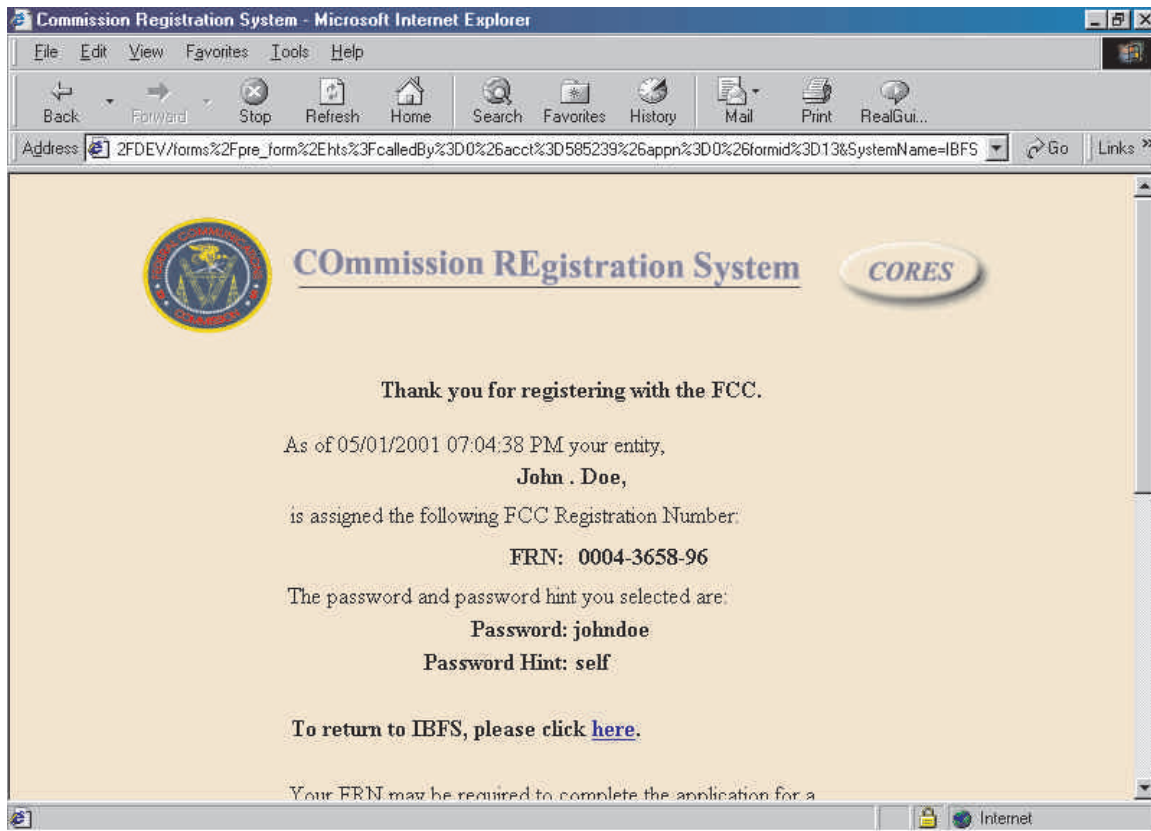 Commission Registration System - Microsoft Internet Explorer
File Edit View Favorites Tools Help
Back Forward Stop Refresh Home Search Favorites History Mail Print RealGui...
Address 2FDEV/forms%2Fpre_form%2Ehts%3FcalledBy%3D0%26acct%3D585239%26appn%3D0%26formid%3D13&SystemName=IBFS Go Links »
FEDERAL COMMUNICATIONS COMMISSION
COmmission REgistration System
CORES
Thank you for registering with the FCC.
As of 05/01/2001 07:04:38 PM your entity,
John . Doe,
is assigned the following FCC Registration Number:
FRN: 0004-3658-96
The password and password hint you selected are:
Password: johndoe
Password Hint: self
To return to IBFS, please click here.
Your FRN may be required to complete the application for a
Internet